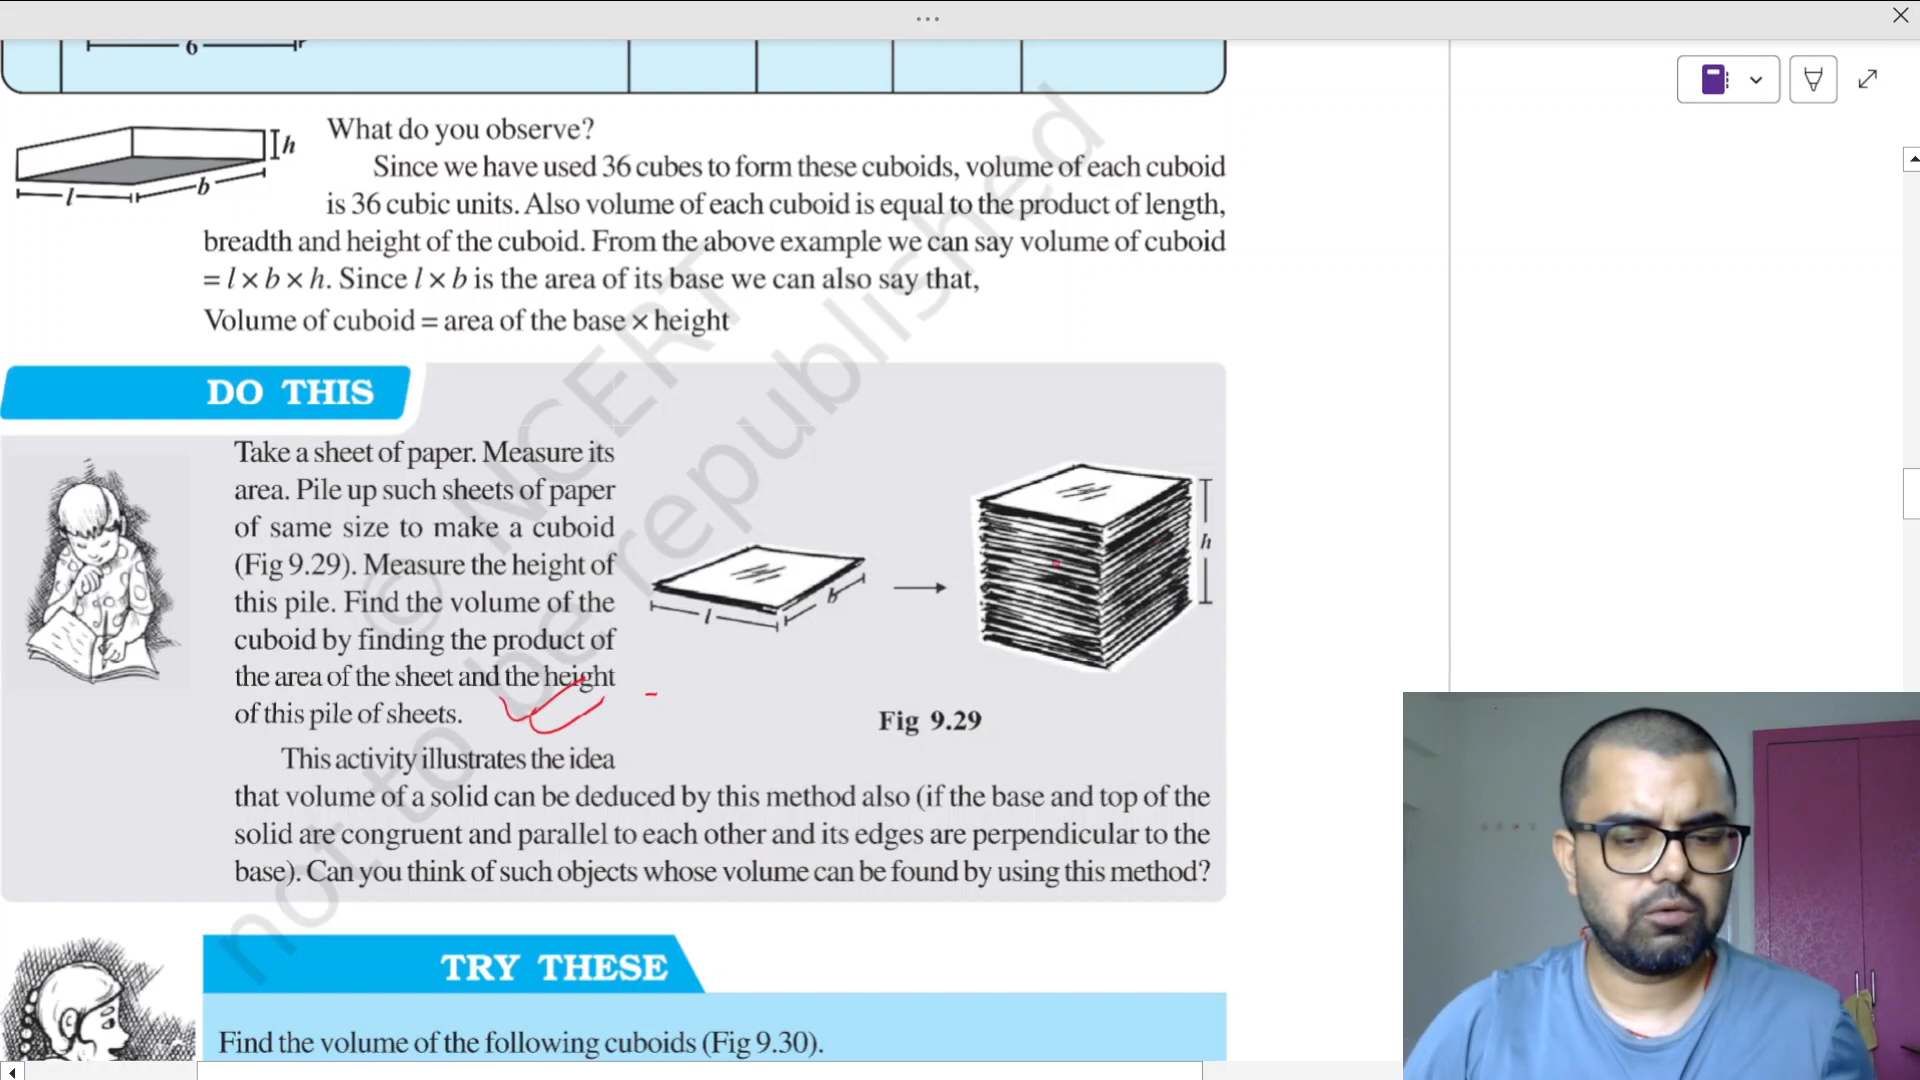 6
h
l
b
What do you observe?
Since we have used 36 cubes to form these cuboids, volume of each cuboid
is 36 cubic units. Also volume of each cuboid is equal to the product of length,
breadth and height of the cuboid. From the above example we can say volume of cuboid
= l × b × h. Since l × b is the area of its base we can also say that,
Volume of cuboid = area of the base × height
DO THIS
Take a sheet of paper. Measure its
area. Pile up such sheets of paper
of same size to make a cuboid
(Fig 9.29). Measure the height of
this pile. Find the volume of the
cuboid by finding the product of
the area of the sheet and the height
of this pile of sheets.
l
b
h
Fig 9.29
This activity illustrates the idea
that volume of a solid can be deduced by this method also (if the base and top of the
solid are congruent and parallel to each other and its edges are perpendicular to the
base). Can you think of such objects whose volume can be found by using this method?
TRY THESE
Find the volume of the following cuboids (Fig 9.30).
© NCERT
not to be republished